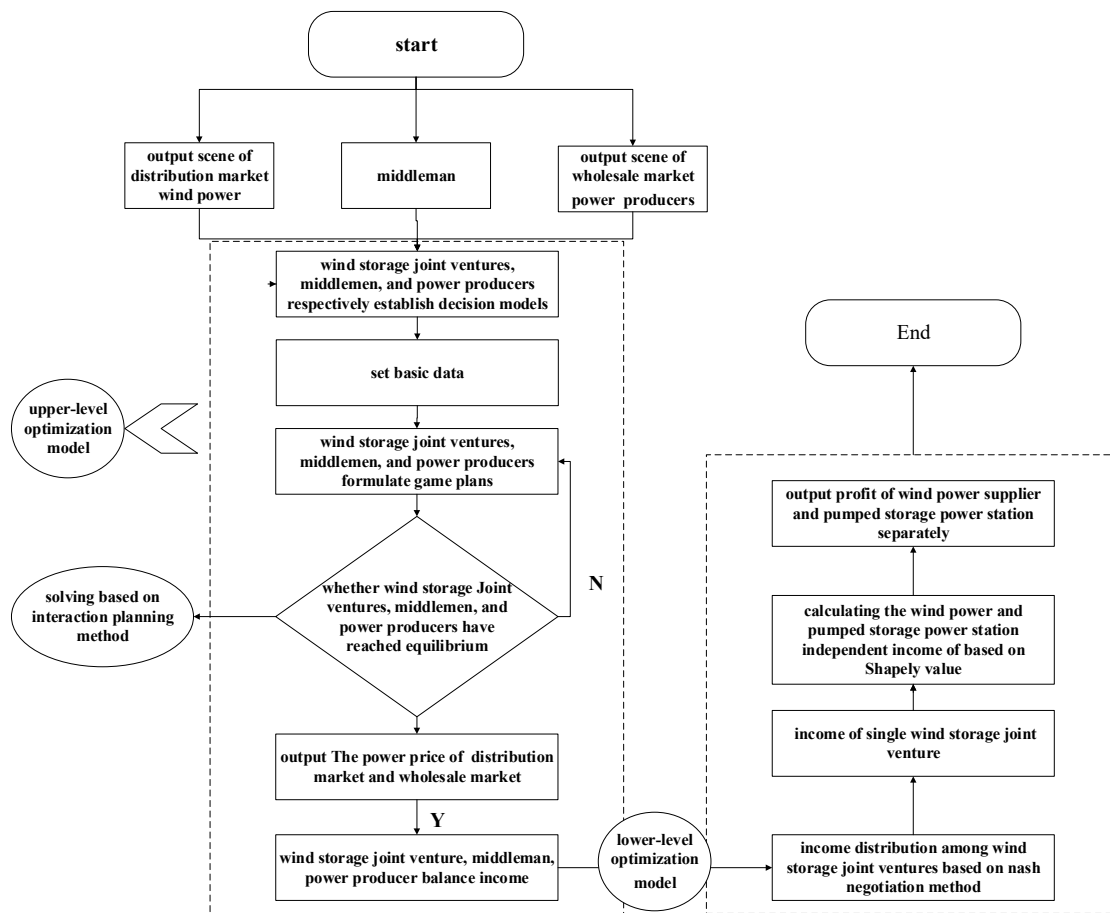 start
output scene of
distribution market
wind power
middleman
output scene of
wholesale market
power producers
wind storage joint ventures,
middlemen, and power producers
respectively establish decision models
set basic data
upper-level
optimization
model
wind storage joint ventures,
middlemen, and power producers
formulate game plans
N
whether wind storage Joint
ventures, middlemen, and
power producers have
reached equilibrium
solving based on
interaction planning
method
output The power price of distribution
market and wholesale market
Y
wind storage joint venture, middleman,
power producer balance income
lower-level
optimization
model
End
output profit of wind power supplier
and pumped storage power station
separately
calculating the wind power and
pumped storage power station
independent income of based on
Shapely value
income of single wind storage joint
venture
income distribution among wind
storage joint ventures based on nash
negotiation method